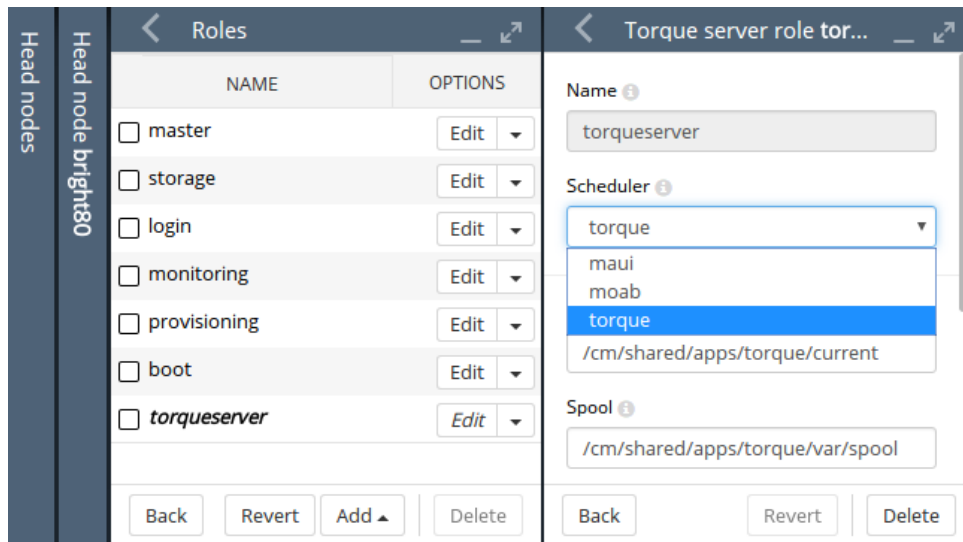 Head nodes
Head node bright80
Roles
NAME OPTIONS
master Edit
storage Edit
login Edit
monitoring Edit
provisioning Edit
boot Edit
torqueserver Edit
Back Revert Add Delete
Torque server role tor...
Name
torqueserver
Scheduler
torque
maui
moab
torque
/cm/shared/apps/torque/current
Spool
/cm/shared/apps/torque/var/spool
Back Revert Delete